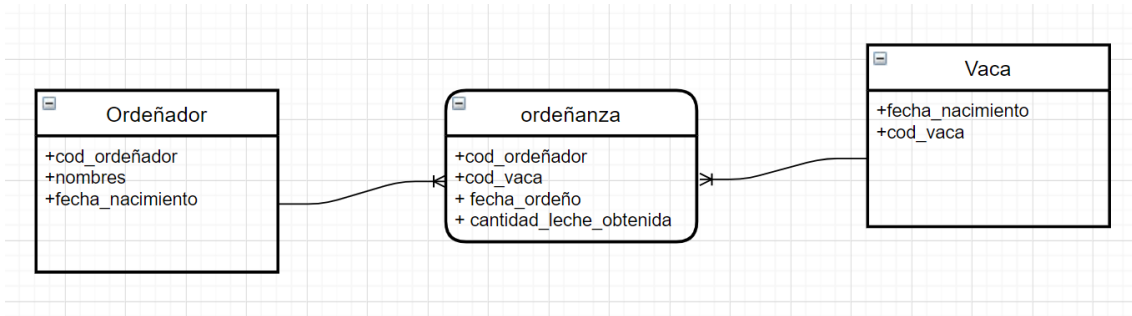 Ordeñador
+cod_ordeñador
+nombres
+fecha_nacimiento
ordeñanza
+cod_ordeñador
+cod_vaca
+ fecha_ordeño
+ cantidad_leche_obtenida
Vaca
+fecha_nacimiento
+cod_vaca